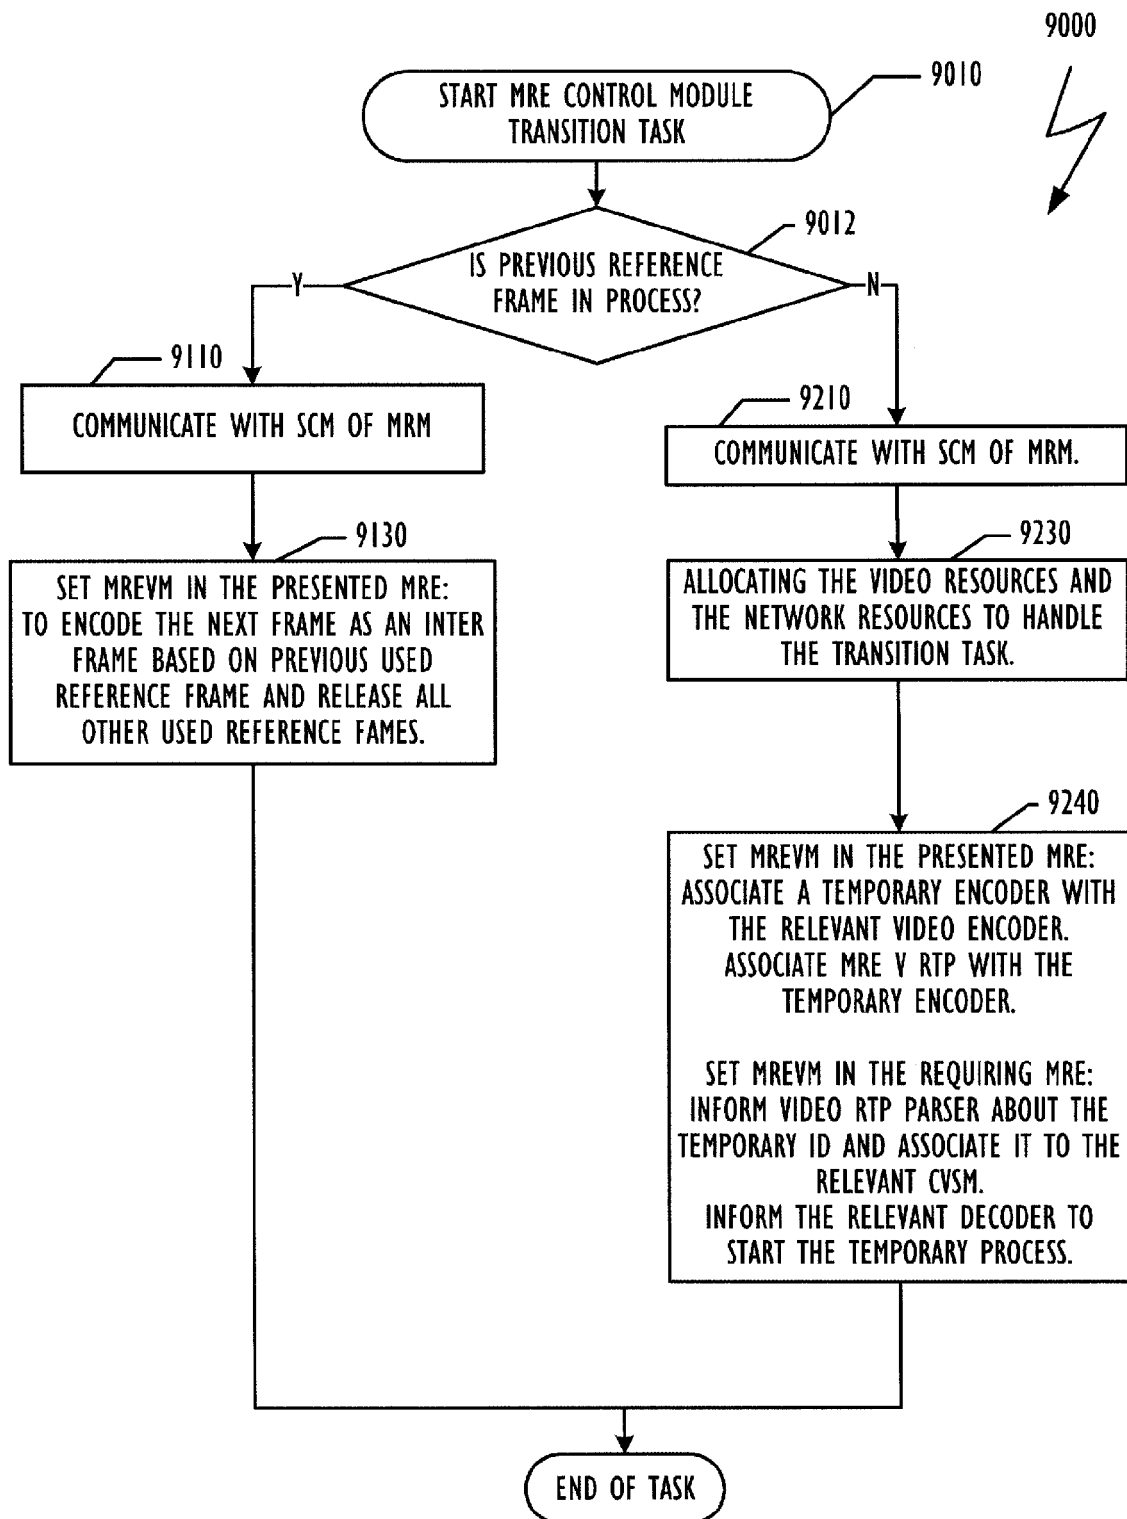 9000
START MRE CONTROL MODULE
TRANSITION TASK
9010
9012
IS PREVIOUS REFERENCE
FRAME IN PROCESS?
Y
N
9110
COMMUNICATE WITH SCM OF MRM
9130
SET MREVM IN THE PRESENTED MRE:
TO ENCODE THE NEXT FRAME AS AN INTER
FRAME BASED ON PREVIOUS USED
REFERENCE FRAME AND RELEASE ALL
OTHER USED REFERENCE FAMES.
9210
COMMUNICATE WITH SCM OF MRM.
9230
ALLOCATING THE VIDEO RESOURCES AND
THE NETWORK RESOURCES TO HANDLE
THE TRANSITION TASK.
9240
SET MREVM IN THE PRESENTED MRE:
ASSOCIATE A TEMPORARY ENCODER WITH
THE RELEVANT VIDEO ENCODER.
ASSOCIATE MRE V RTP WITH THE
TEMPORARY ENCODER.
SET MREVM IN THE REQUIRING MRE:
INFORM VIDEO RTP PARSER ABOUT THE
TEMPORARY ID AND ASSOCIATE IT TO THE
RELEVANT CVSM.
INFORM THE RELEVANT DECODER TO
START THE TEMPORARY PROCESS.
END OF TASK